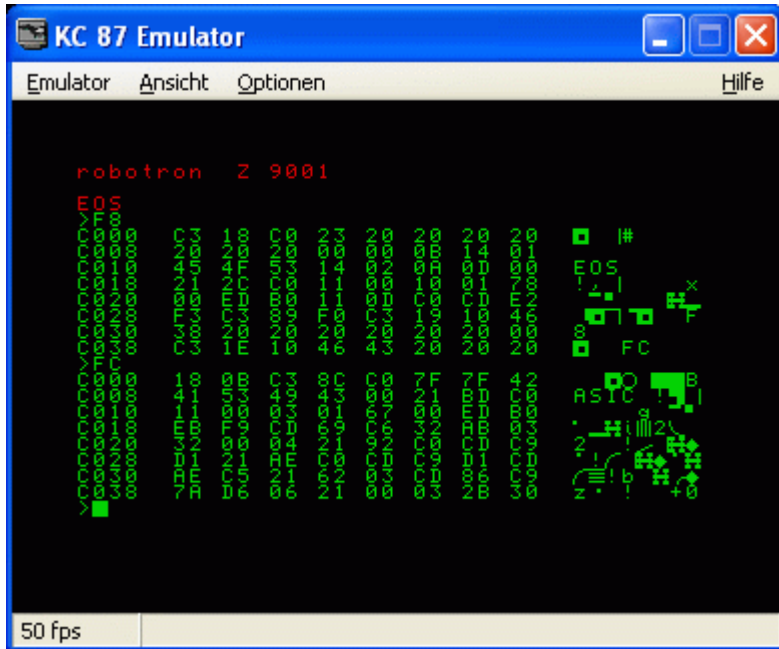 KC 87 Emulator
Emulator Ansicht Optionen Hilfe
robotron Z 9001
EOS
>F8
C000 C3 18 C0 23 20 20 20 20 |#
C008 20 20 20 00 00 0B 14 01
C010 45 4F 53 14 02 0A 0D 00 EOS
C018 21 2C C0 11 00 10 01 78 !, x
C020 00 ED B0 11 0D C0 CD E2
C028 F3 C3 89 F0 C3 19 10 46 F
C030 38 20 20 20 20 20 20 00 8
C038 C3 1E 10 46 43 20 20 20 FC
>FC
C000 18 0B C3 8C C0 7F 7F 42 B
C008 41 53 49 43 00 21 BD C0 ASIC !
C010 11 00 03 01 67 00 ED B0 g
C018 EB F9 CD 69 C6 32 AB 03 i 2
C020 32 00 04 21 92 C0 CD C9 2 !
C028 D1 21 AE C0 CD C9 D1 CD !
C030 AE C5 21 62 03 CD 86 C9 !b
C038 7A D6 06 21 00 03 2B 30 z ! +0
>
50 fps